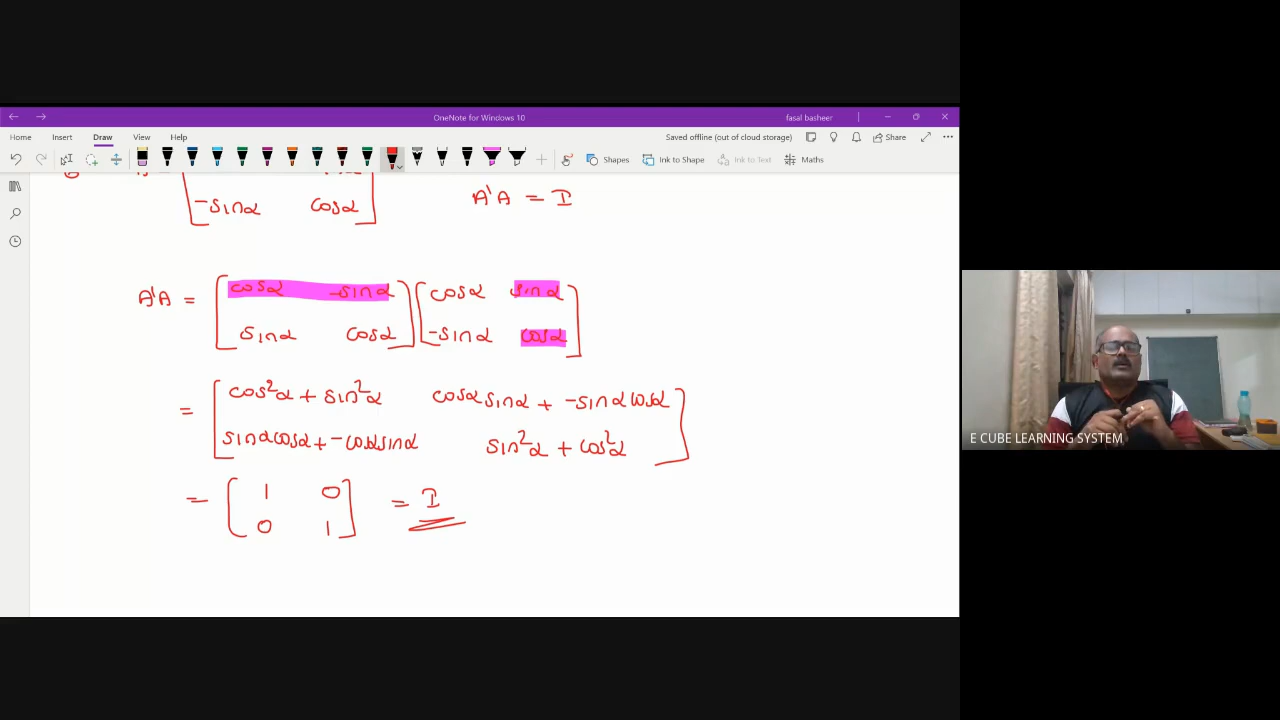 OneNote for Windows 10
fasal basheer
Home Insert Draw View Help
Saved offline (out of cloud storage)
Share
Shapes
Ink to Shape
Ink to Text
Maths
-sinα cosα
A'A = I
A'A = [ cosα -sinα ] [ cosα sinα ]
sinα cosα -sinα cosα
= [ cos²α + sin²α cosα sinα + -sinα cosα ]
sinα cosα + -cosα sinα sin²α + cos²α
= [ 1 0 ] = I
0 1
E CUBE LEARNING SYSTEM